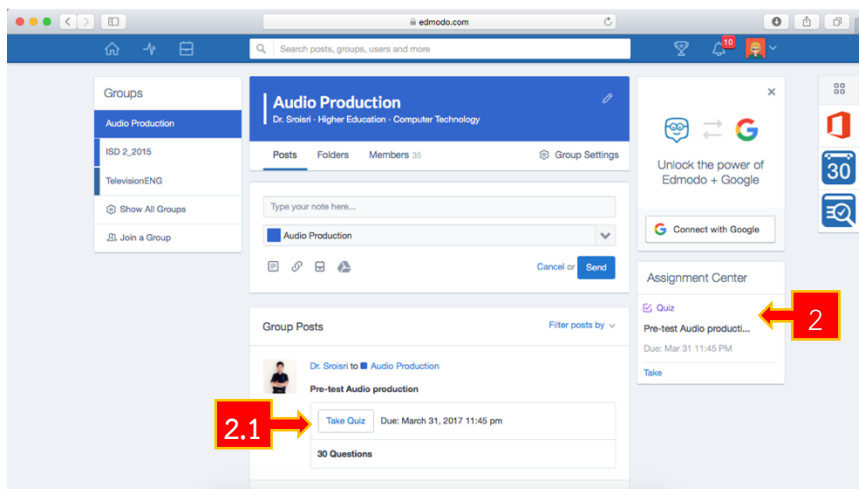 edmodo.com
Search posts, groups, users and more
10
Groups
Audio Production
ISD 2_2015
TelevisionENG
Show All Groups
Join a Group
Audio Production
Dr. Sroisri · Higher Education · Computer Technology
Posts Folders Members 35 Group Settings
Type your note here...
Audio Production
Cancel or Send
Group Posts Filter posts by
Dr. Sroisri to Audio Production
Pre-test Audio production
Take Quiz Due: March 31, 2017 11:45 pm
30 Questions
2.1
Unlock the power of
Edmodo + Google
G Connect with Google
Assignment Center
Quiz
Pre-test Audio producti...
Due: Mar 31 11:45 PM
Take
2
30